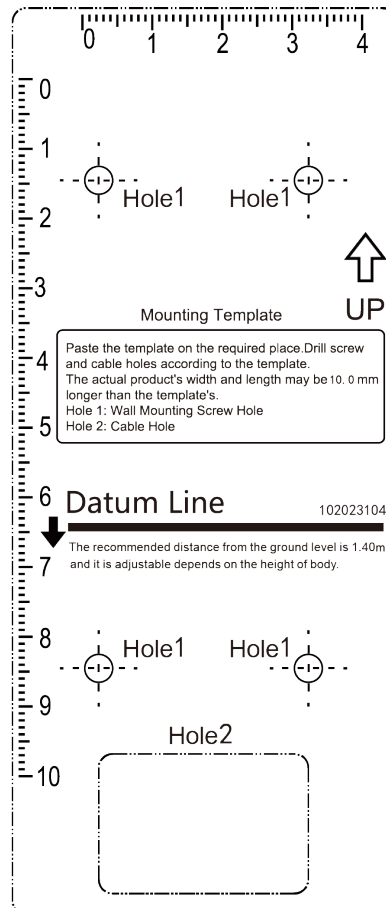 0 1 2 3 4
0
1
Hole1 Hole1
2
3
UP
Mounting Template
4
Paste the template on the required place.Drill screw
and cable holes according to the template.
The actual product's width and length may be 10. 0 mm
longer than the template's.
Hole 1: Wall Mounting Screw Hole
Hole 2: Cable Hole
5
6
Datum Line 102023104
The recommended distance from the ground level is 1.40m
7
and it is adjustable depends on the height of body.
8
Hole1 Hole1
9
Hole2
10